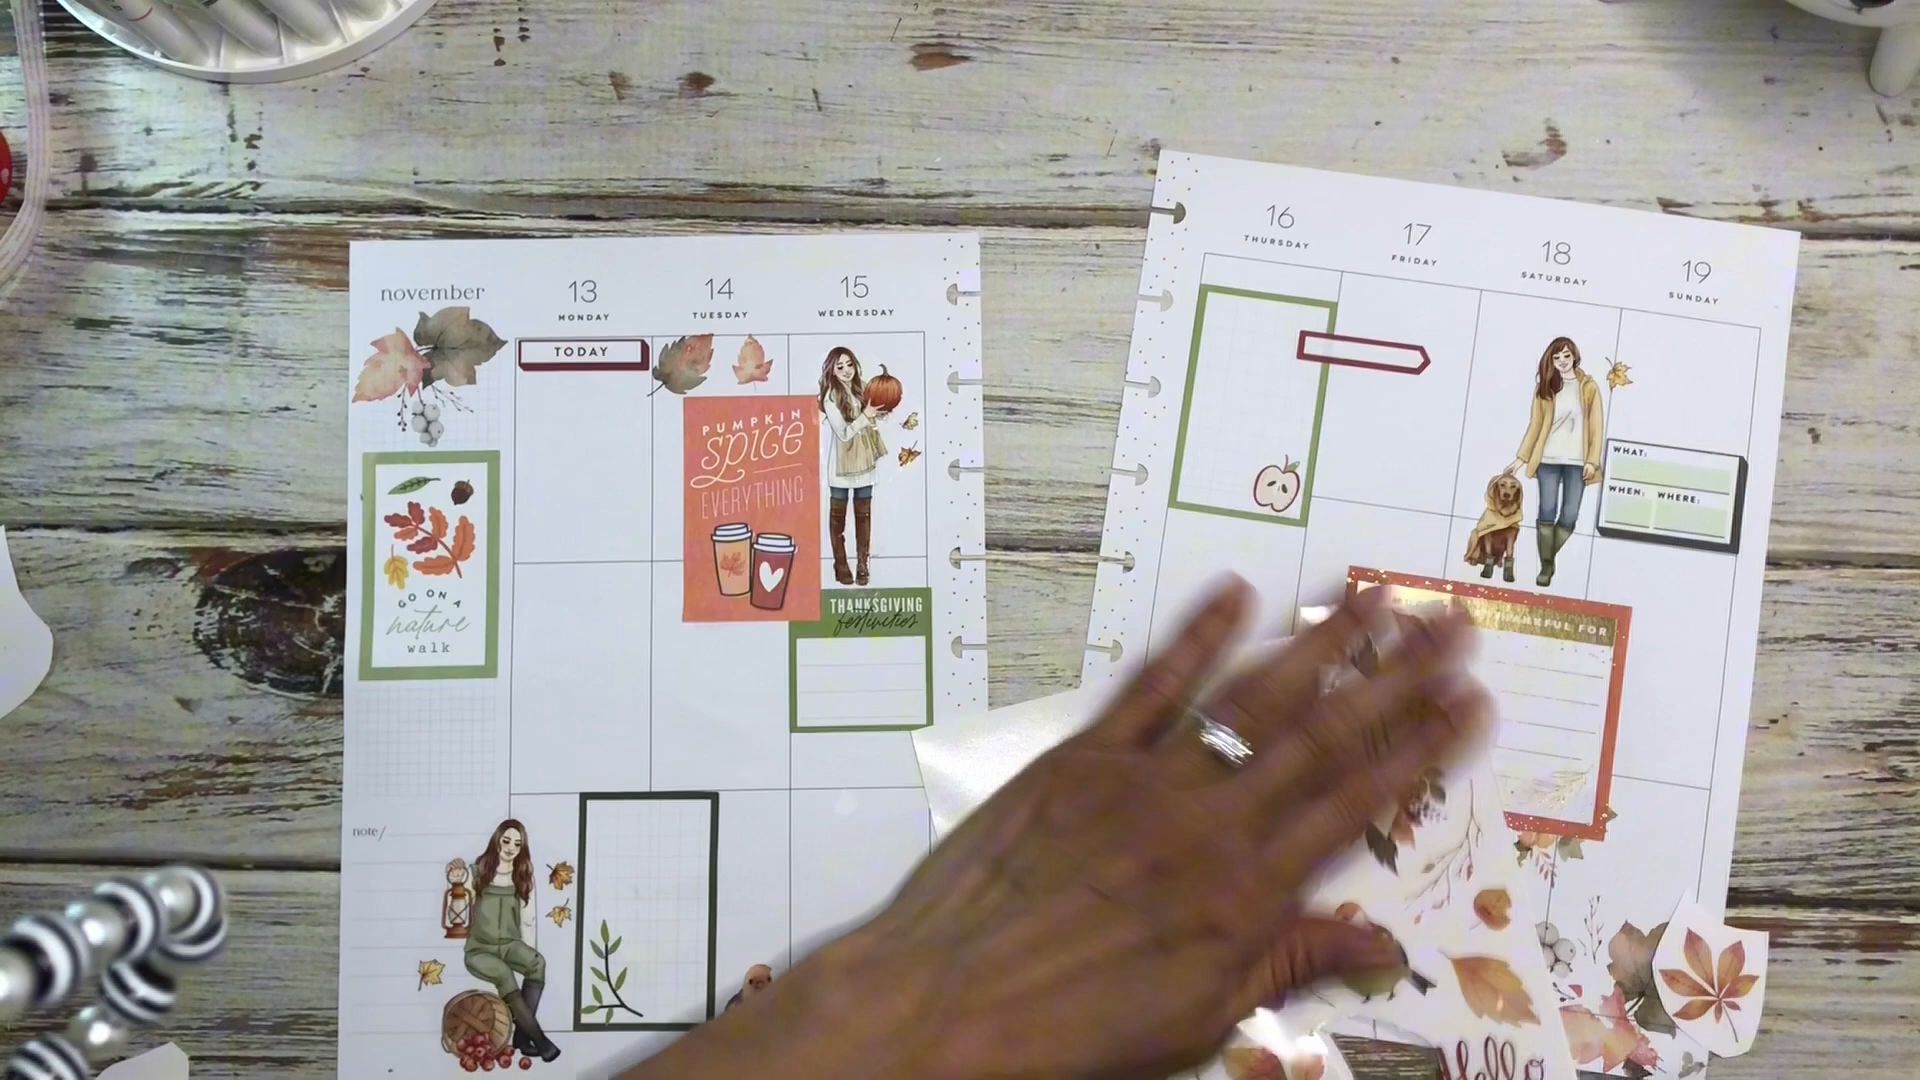 november
13
MONDAY
14
TUESDAY
15
WEDNESDAY
TODAY
PUMPKIN
spice
EVERYTHING
GO ON A
nature
walk
THANKSGIVING
festivities
note/
16
THURSDAY
17
FRIDAY
18
SATURDAY
19
SUNDAY
WHAT:
WHEN: WHERE:
THANKFUL FOR
Hello